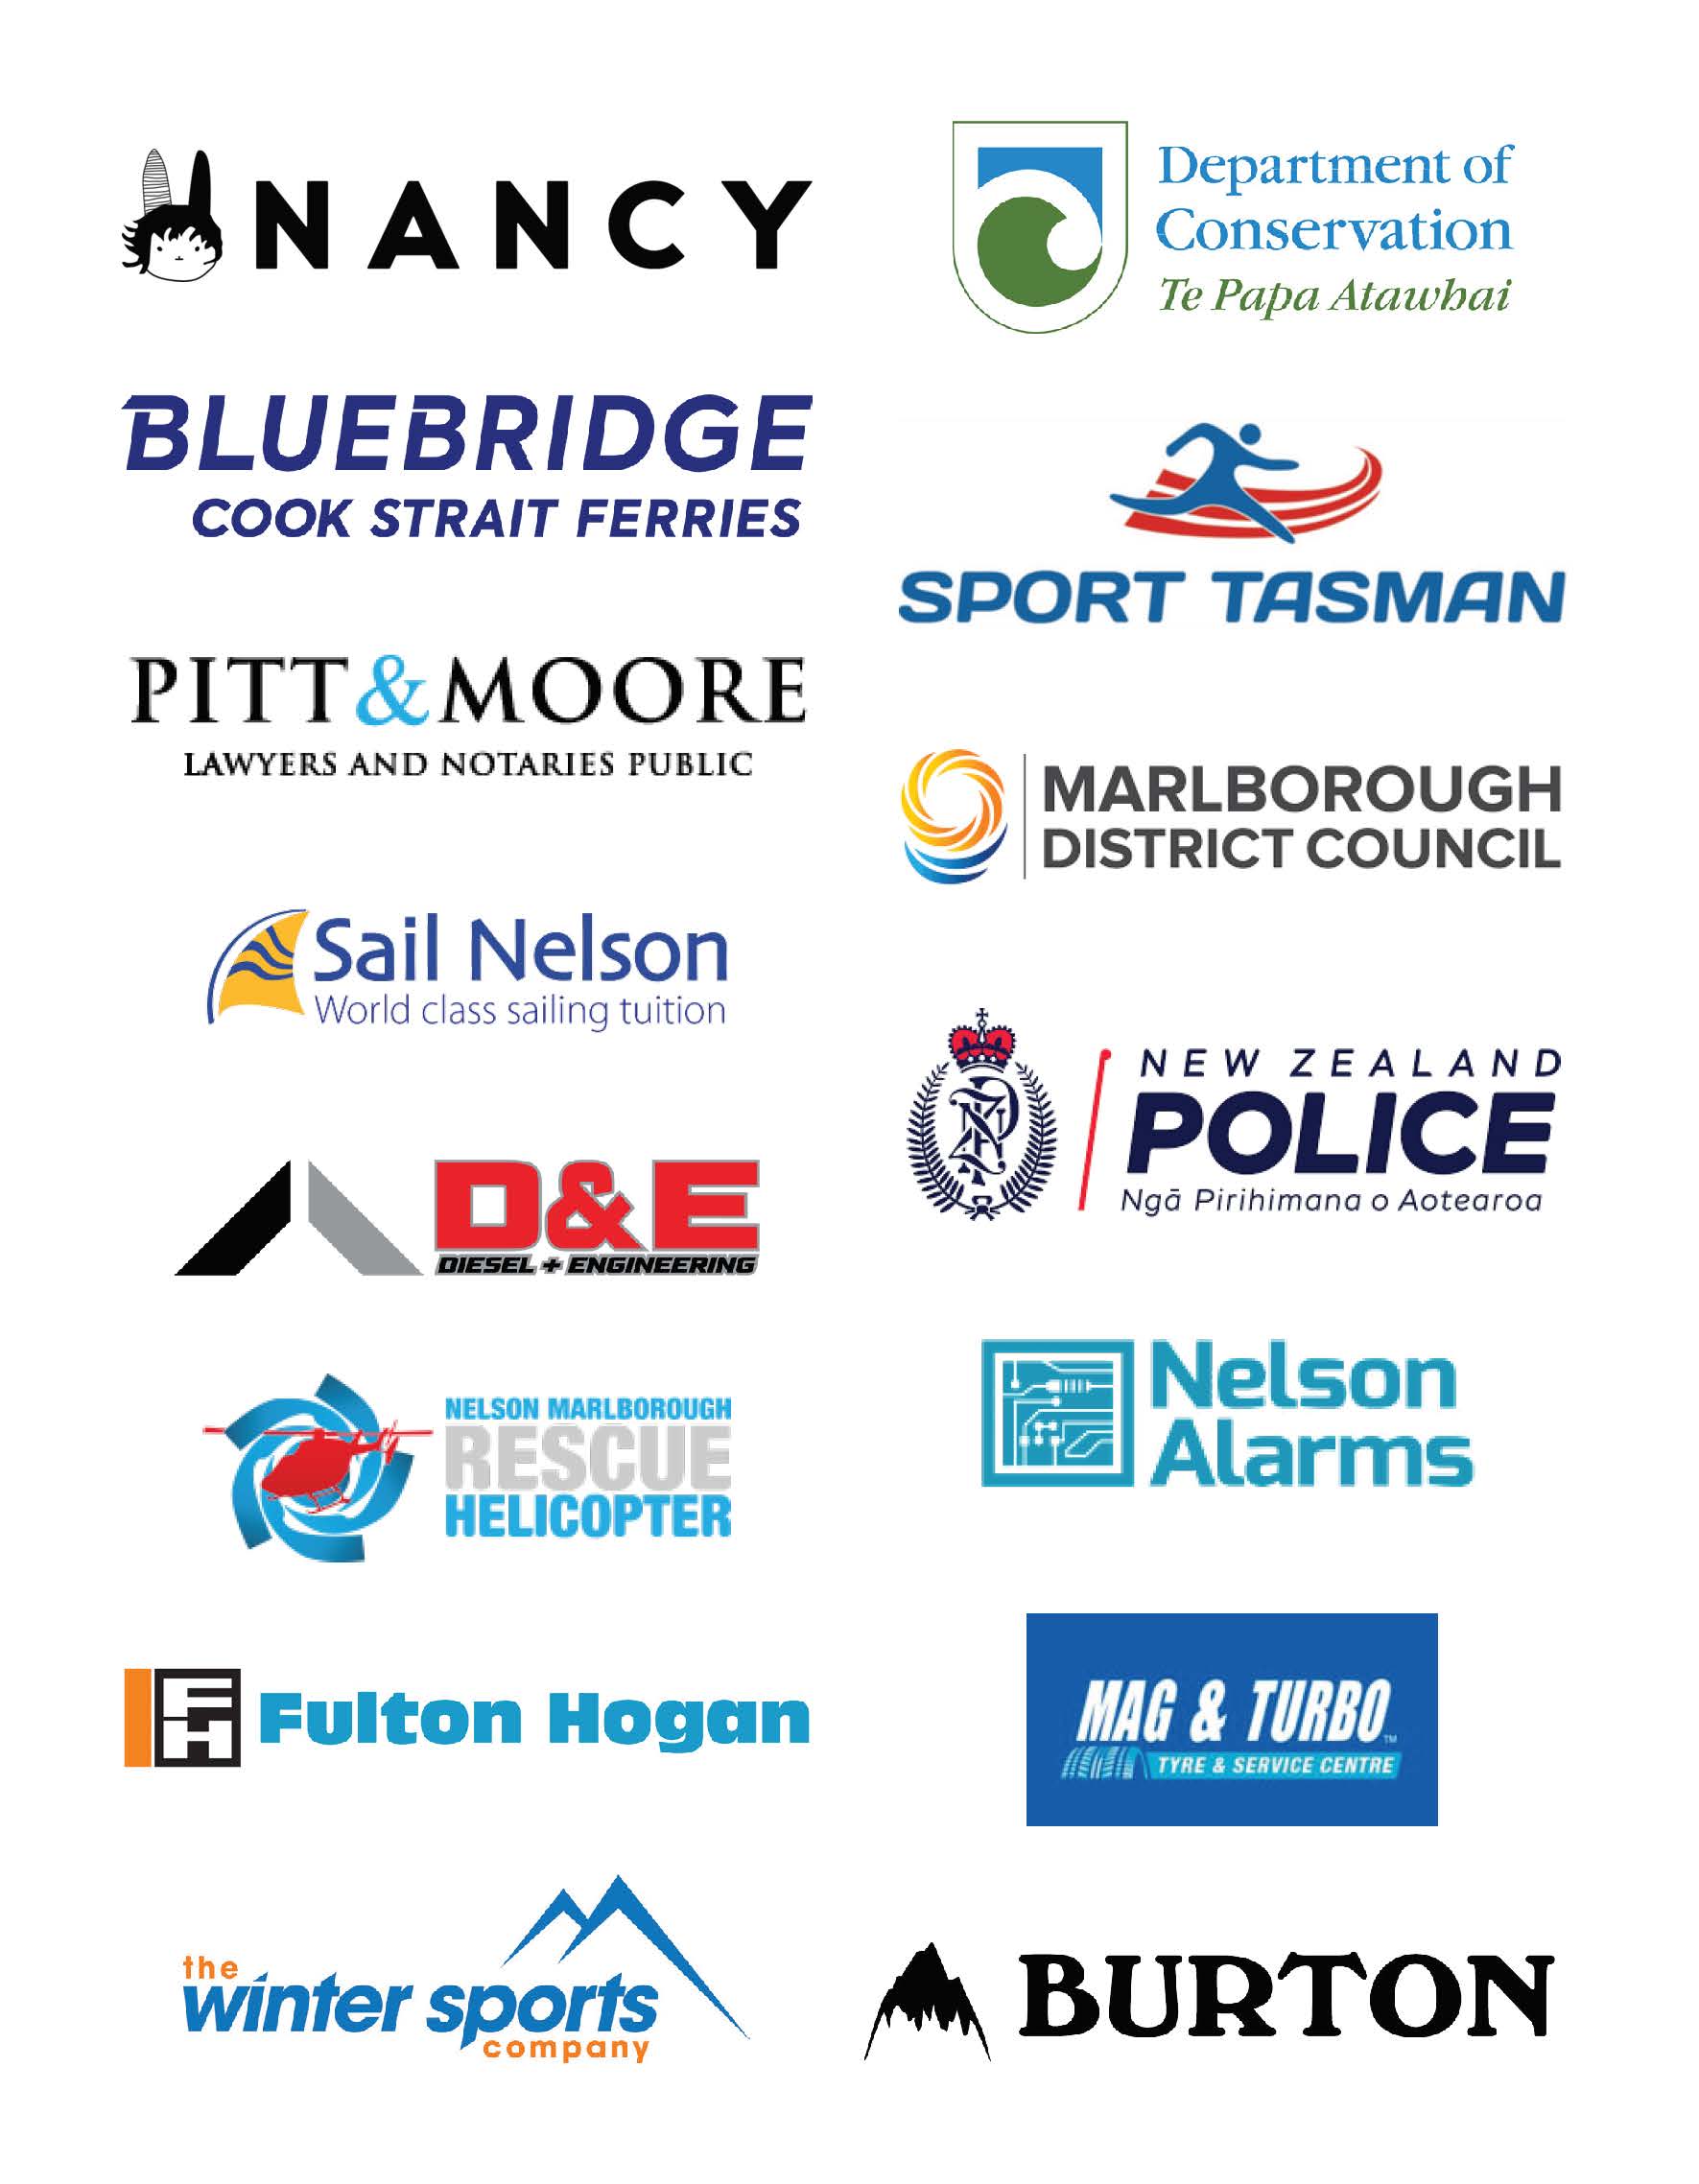 NANCY
BLUEBRIDGE
COOK STRAIT FERRIES
PITT & MOORE
LAWYERS AND NOTARIES PUBLIC
Sail Nelson
World class sailing tuition
D&E
DIESEL + ENGINEERING
NELSON MARLBOROUGH
RESCUE
HELICOPTER
FH
Fulton Hogan
the
winter sports
company
Department of
Conservation
Te Papa Atawhai
SPORT TASMAN
MARLBOROUGH
DISTRICT COUNCIL
NEW ZEALAND
POLICE
Ngā Pirihimana o Aotearoa
Nelson
Alarms
MAG & TURBO™
TYRE & SERVICE CENTRE
BURTON